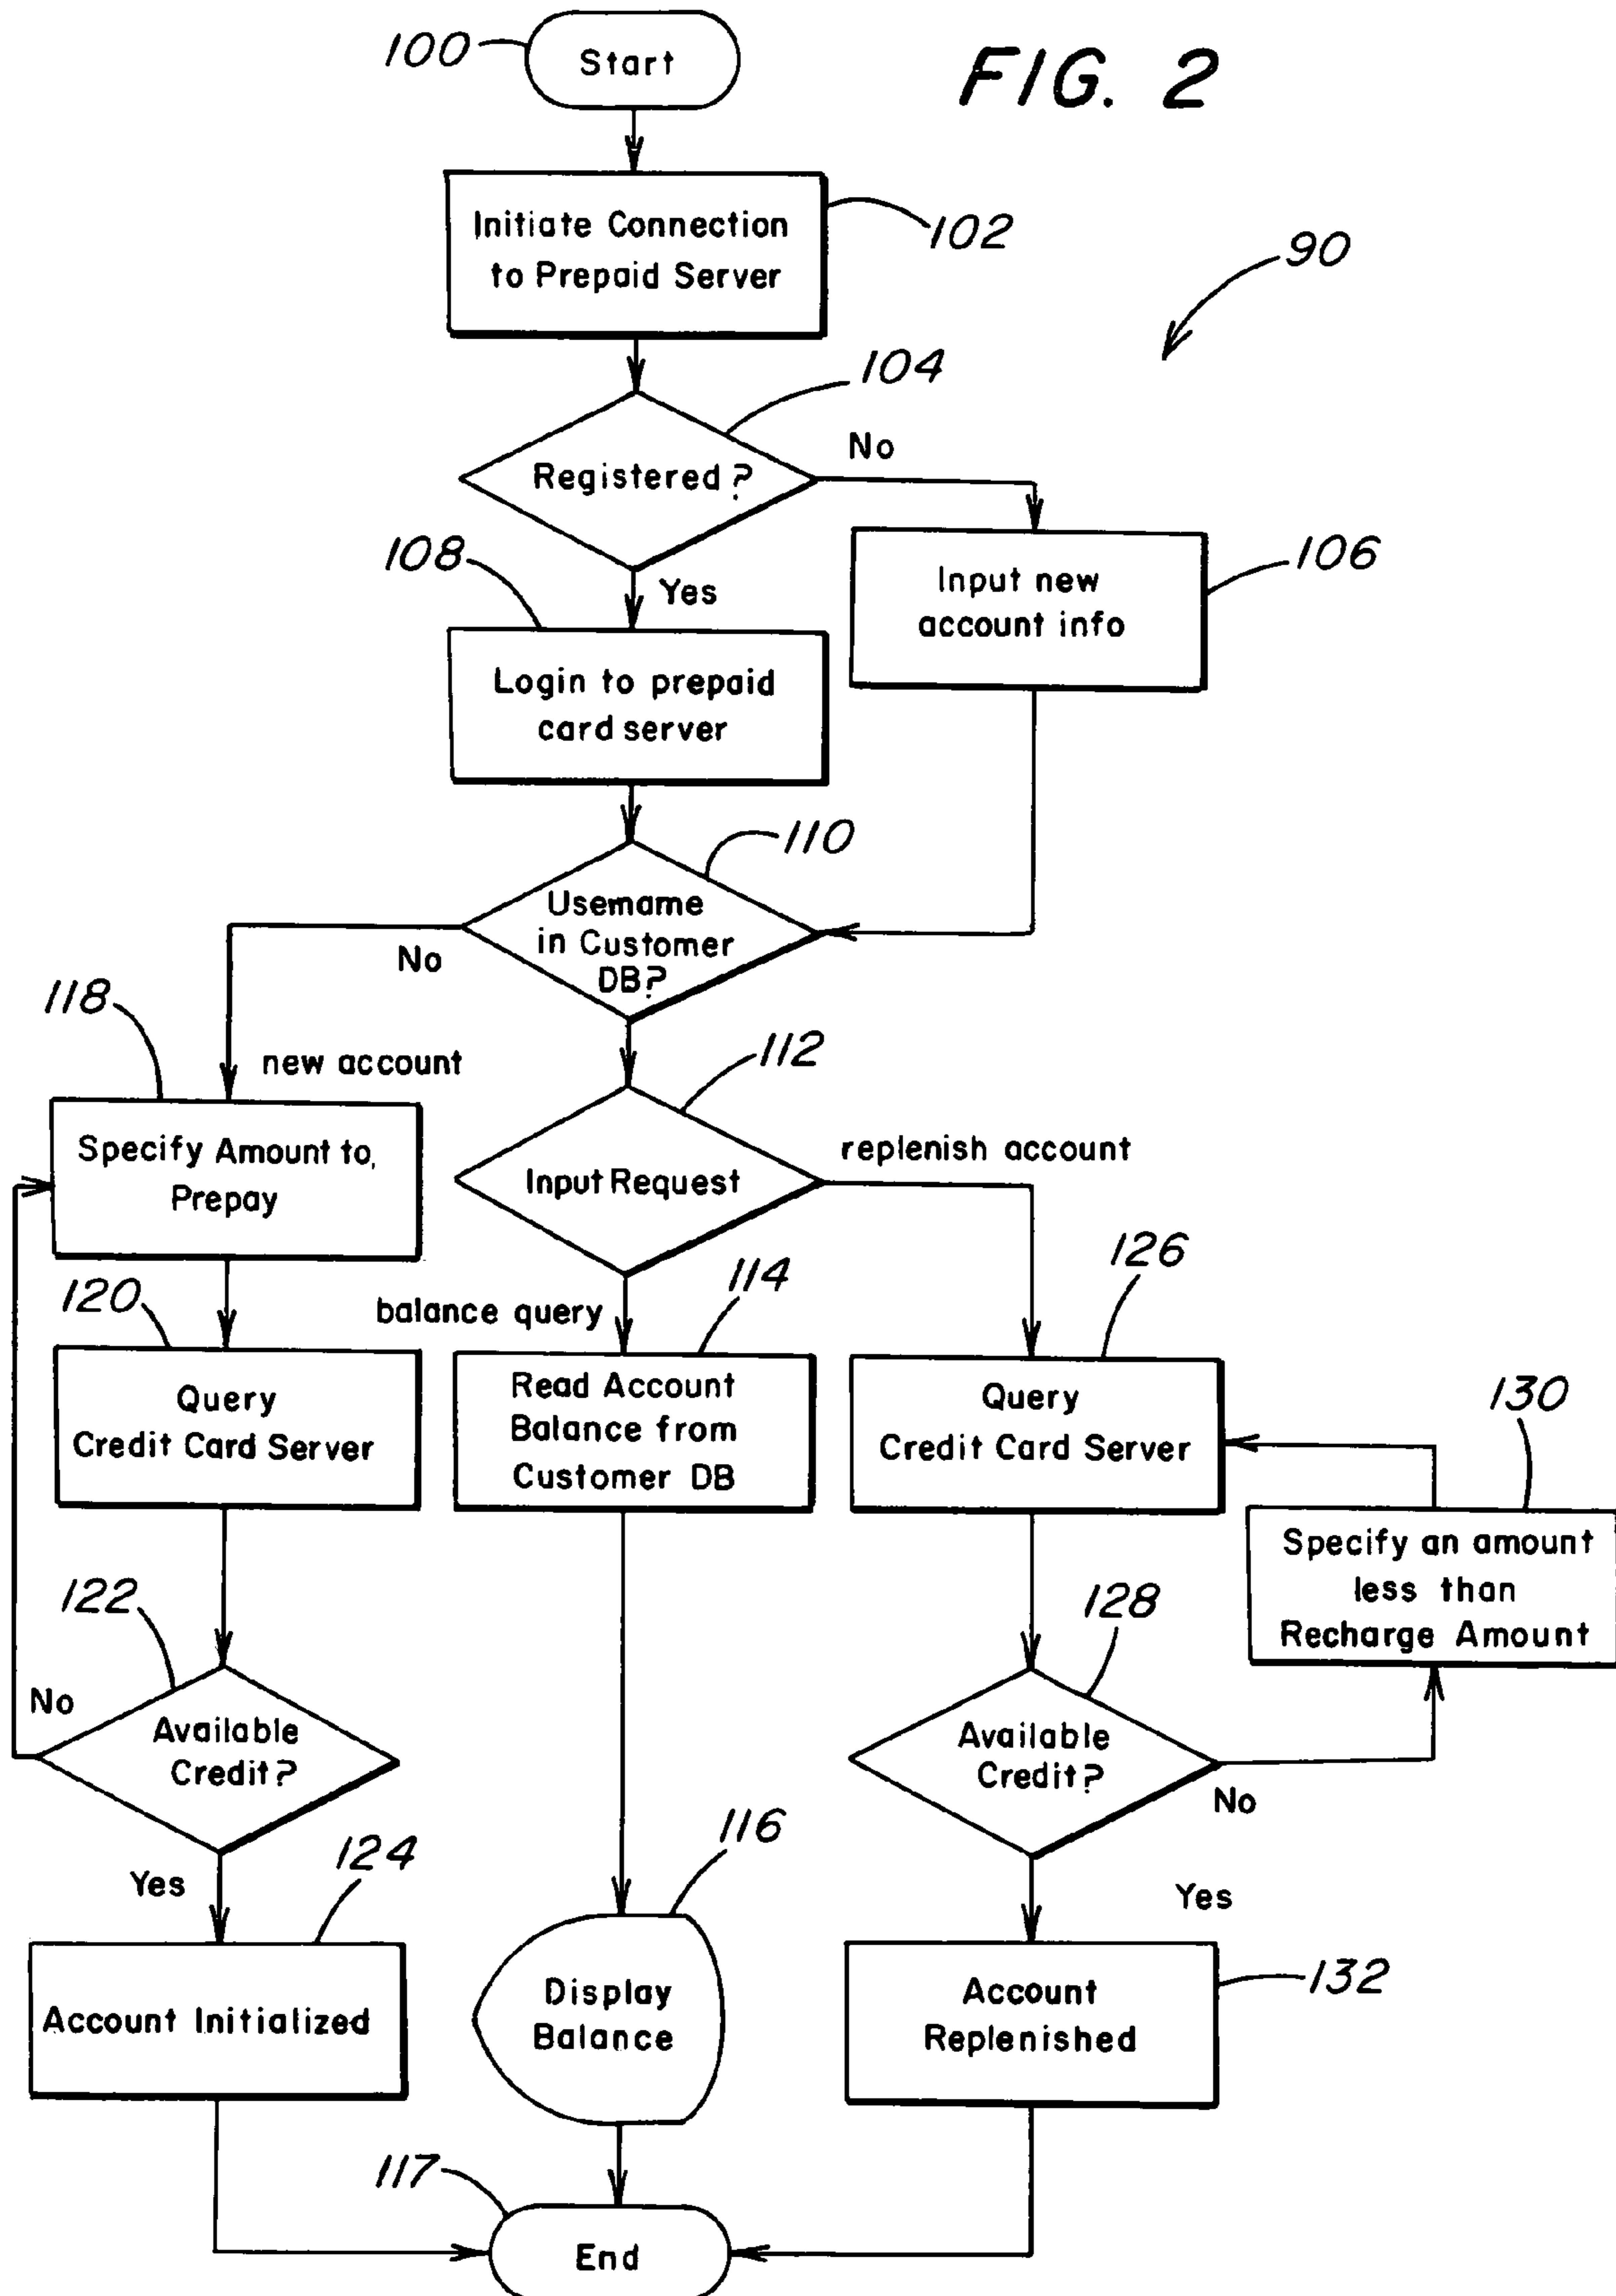 100
Start
FIG. 2
Initiate Connection
to Prepaid Server
102
90
104
Registered?
No
108
Yes
Input new
account info
106
Login to prepaid
card server
110
Username
in Customer
DB?
No
118
new account
112
Specify Amount to,
Prepay
Input Request
replenish account
120
balance query
114
126
Query
Credit Card Server
Read Account
Balance from
Customer DB
Query
Credit Card Server
130
Specify an amount
less than
Recharge Amount
122
128
No
Available
Credit?
Available
Credit?
No
Yes
124
116
Yes
Account Initialized
Display
Balance
Account
Replenished
132
117
End